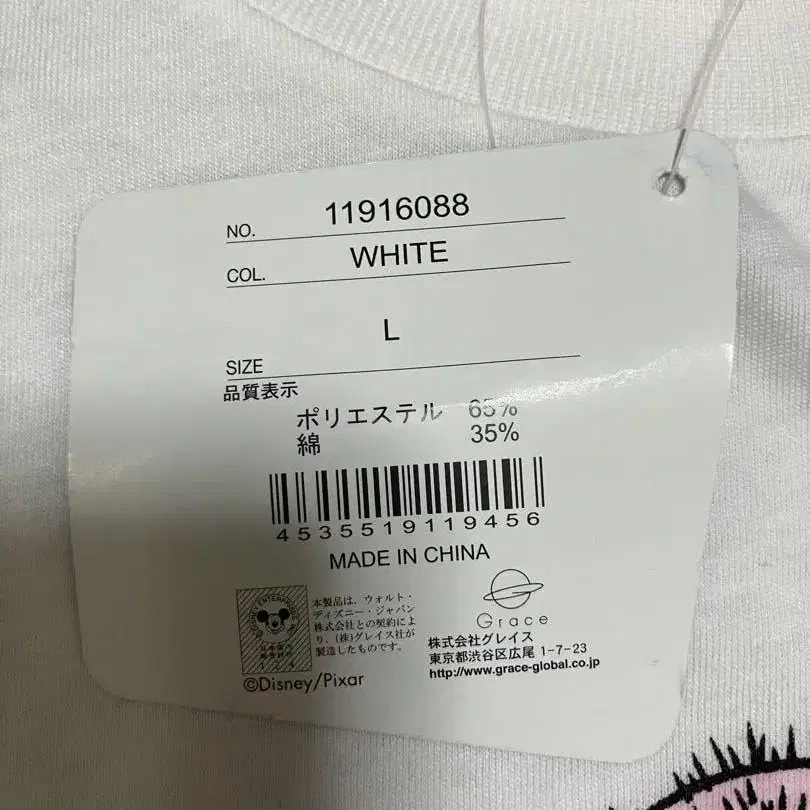 NO. 11916088
COL. WHITE
SIZE L
品質表示
ポリエステル 65%
綿 35%
4535519119456
MADE IN CHINA
本製品は、ウォルト・
ディズニー・ジャパン
株式会社との契約によ
り、(株)グレイス社が
製造したものです。
©Disney/Pixar
Grace
株式会社グレイス
東京都渋谷区広尾 1-7-23
http://www.grace-global.co.jp